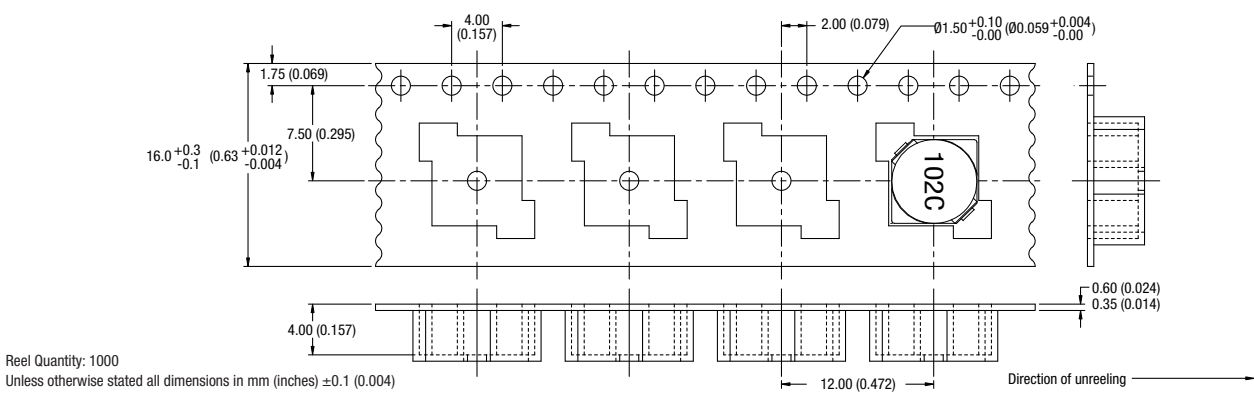 4.00
(0.157)
2.00 (0.079)
Ø1.50 +0.10 -0.00 (Ø0.059 +0.004 -0.00)
1.75 (0.069)
7.50 (0.295)
16.0 +0.3 -0.1 (0.63 +0.012 -0.004)
102C
0.60 (0.024)
0.35 (0.014)
4.00 (0.157)
12.00 (0.472)
Direction of unreeling
Reel Quantity: 1000
Unless otherwise stated all dimensions in mm (inches) ±0.1 (0.004)